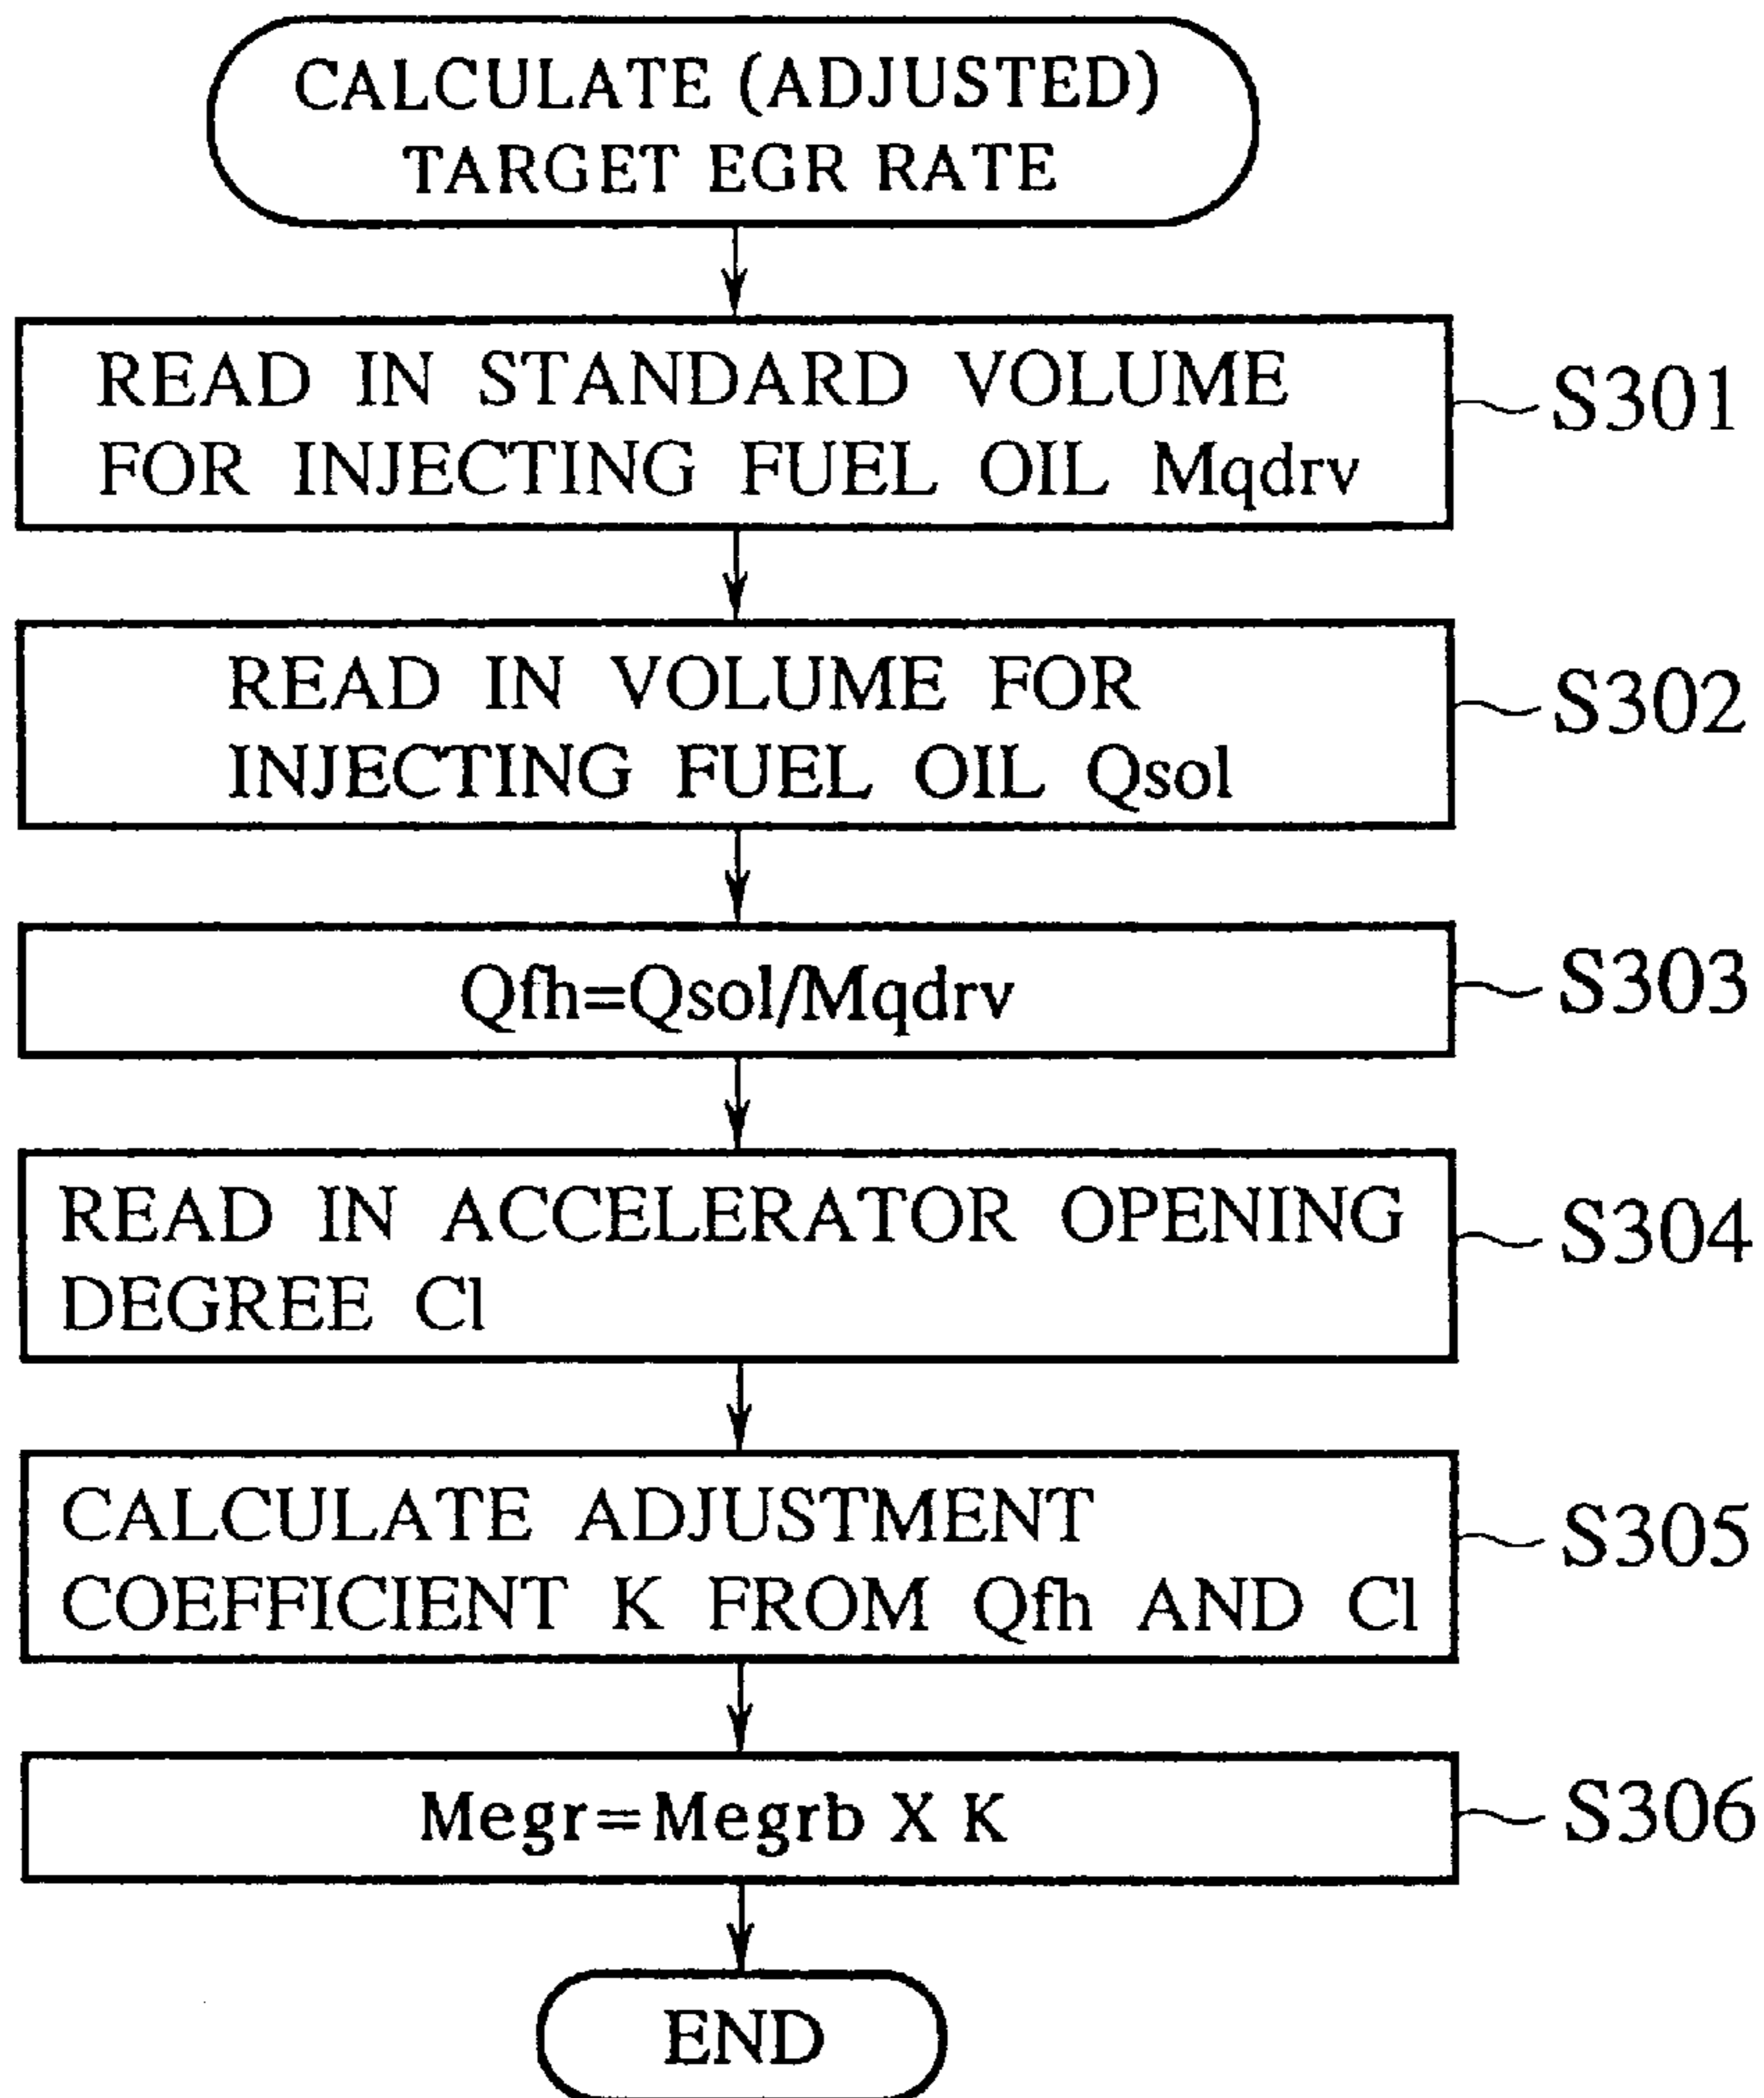 CALCULATE (ADJUSTED)
TARGET EGR RATE
READ IN STANDARD VOLUME
FOR INJECTING FUEL OIL Mqdrv
S301
READ IN VOLUME FOR
INJECTING FUEL OIL Qsol
S302
Qfh=Qsol/Mqdrv
S303
READ IN ACCELERATOR OPENING
DEGREE Cl
S304
CALCULATE ADJUSTMENT
COEFFICIENT K FROM Qfh AND Cl
S305
Megr=Megrb X K
S306
END